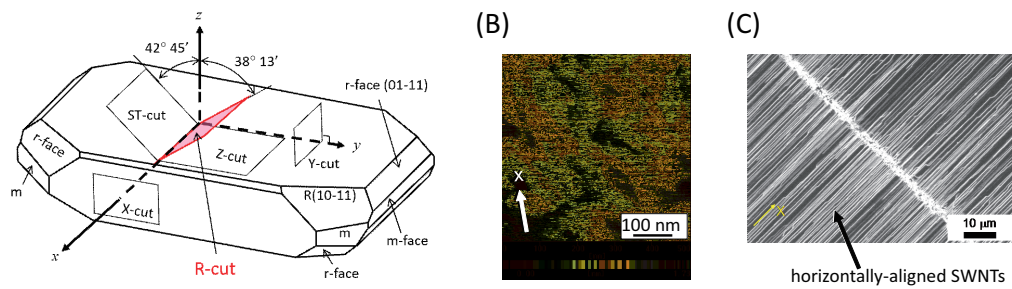 z
42° 45'
38° 13'
r-face (01-11)
ST-cut
r-face
Z-cut
Y-cut
y
m
R(10-11)
X-cut
m
m-face
x
R-cut
r-face
(B)
X
100 nm
(C)
X
10 μm
horizontally-aligned SWNTs